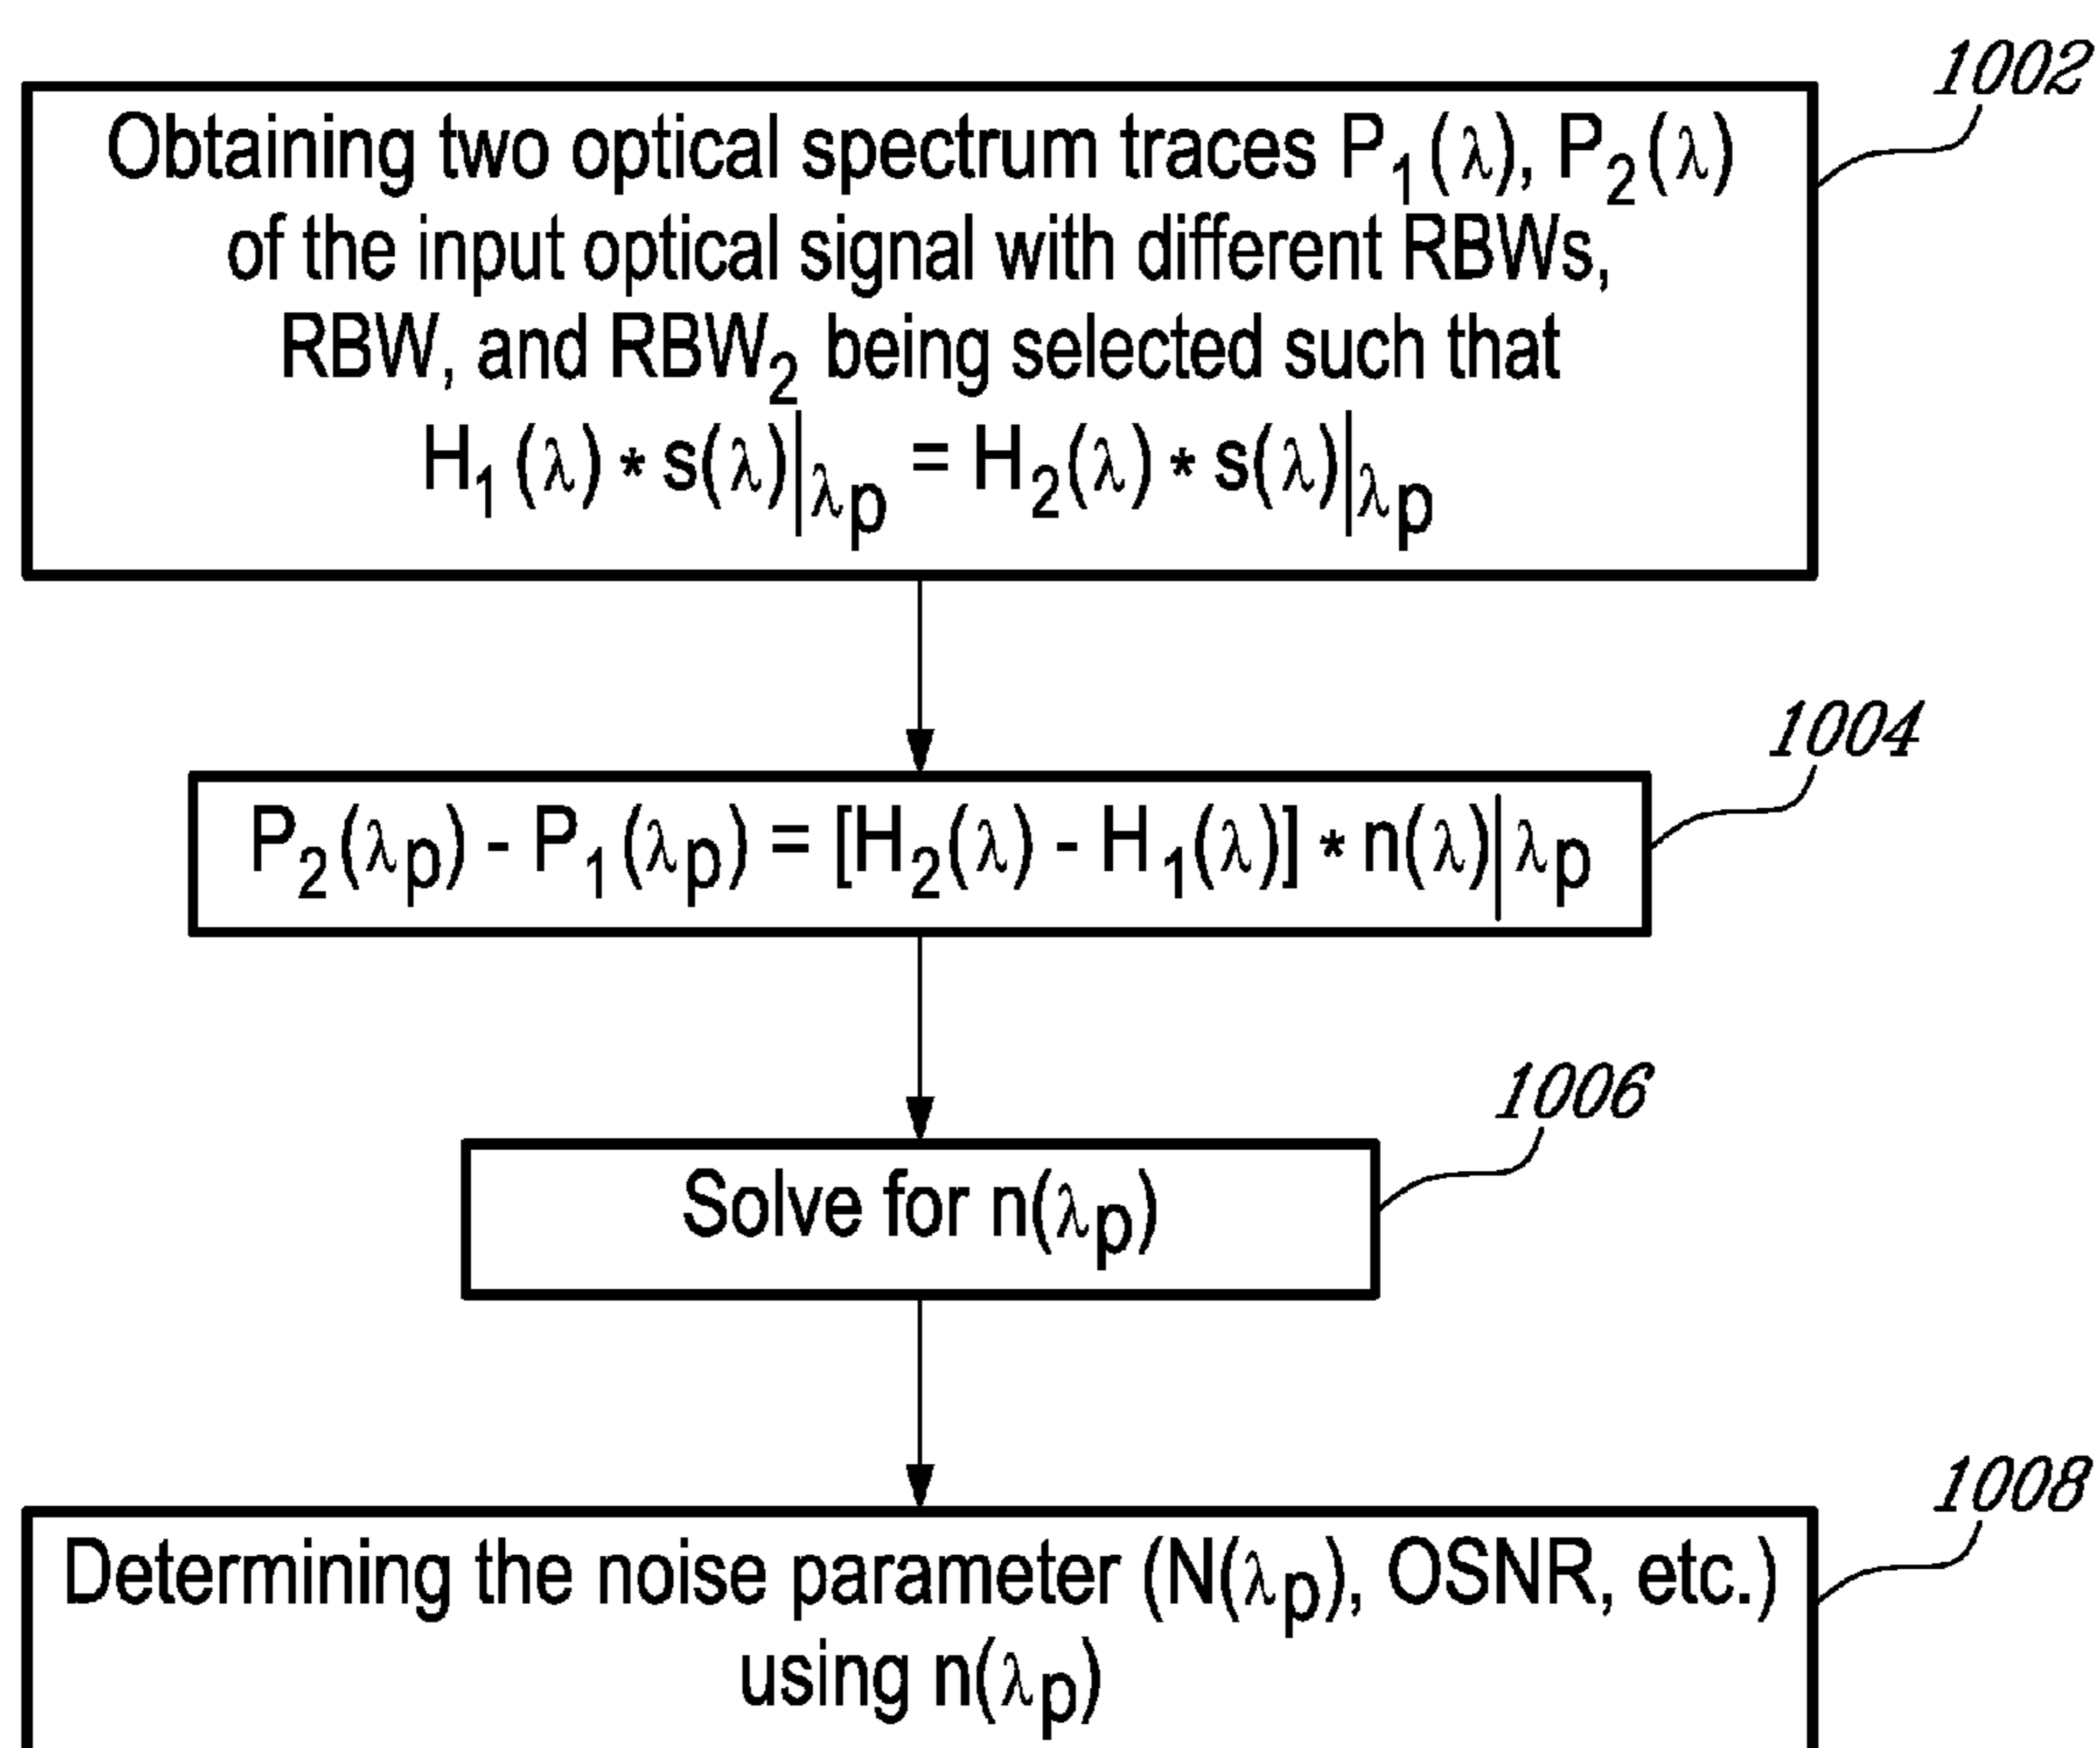 1002
Obtaining two optical spectrum traces P₁(λ), P₂(λ)
of the input optical signal with different RBWs,
RBW, and RBW₂ being selected such that
H₁(λ) * s(λ)|λp = H₂(λ) * s(λ)|λp
1004
P₂(λp) - P₁(λp) = [H₂(λ) - H₁(λ)] * n(λ)|λp
1006
Solve for n(λp)
1008
Determining the noise parameter (N(λp), OSNR, etc.)
using n(λp)